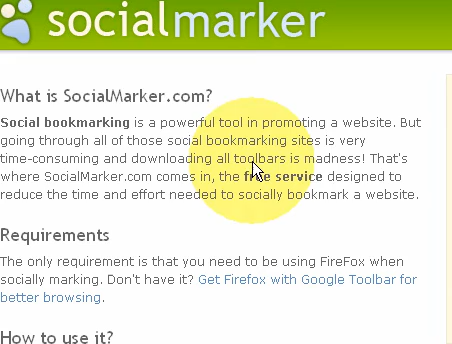 socialmarker
What is SocialMarker.com?
Social bookmarking is a powerful tool in promoting a website. But
going through all of those social bookmarking sites is very
time-consuming and downloading all toolbars is madness! That's
where SocialMarker.com comes in, the free service designed to
reduce the time and effort needed to socially bookmark a website.
Requirements
The only requirement is that you need to be using FireFox when
socially marking. Don't have it? Get Firefox with Google Toolbar for
better browsing.
How to use it?